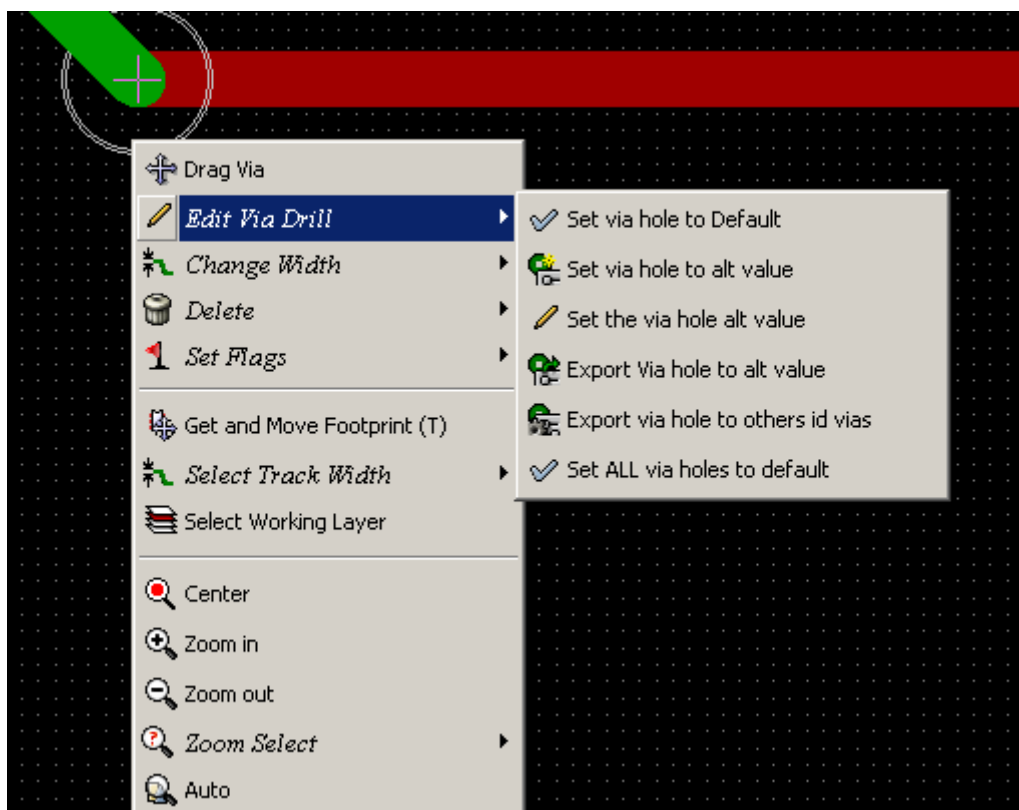 Drag Via
Edit Via Drill
Change Width
Delete
Set Flags
Get and Move Footprint (T)
Select Track Width
Select Working Layer
Center
Zoom in
Zoom out
Zoom Select
Auto
Set via hole to Default
Set via hole to alt value
Set the via hole alt value
Export Via hole to alt value
Export via hole to others id vias
Set ALL via holes to default